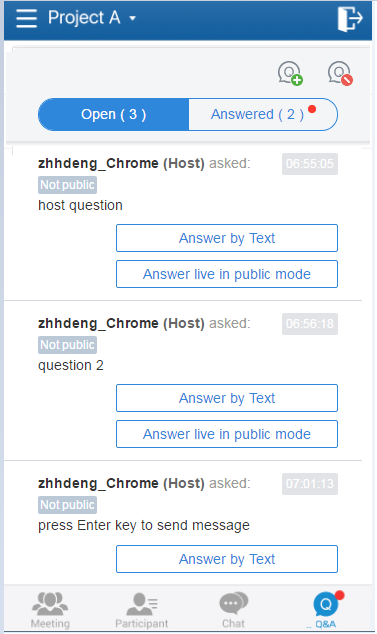 Project A
Open ( 3 ) Answered ( 2 )
zhhdeng_Chrome (Host) asked: 06:55:05
Not public
host question
Answer by Text
Answer live in public mode
zhhdeng_Chrome (Host) asked: 06:56:18
Not public
question 2
Answer by Text
Answer live in public mode
zhhdeng_Chrome (Host) asked: 07:01:13
Not public
press Enter key to send message
Answer by Text
Meeting Participant Chat Q&A